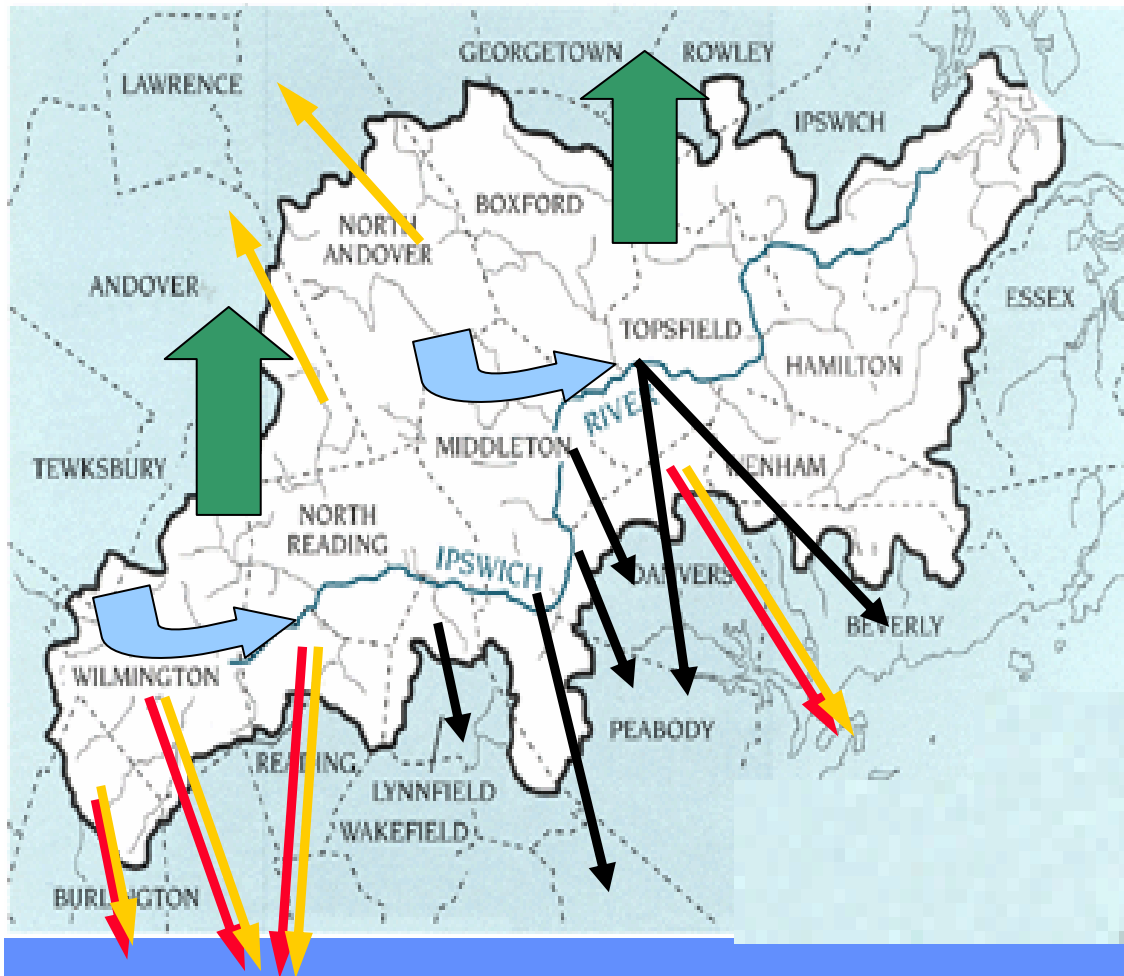 GEORGETOWN
ROWLEY
LAWRENCE
IPSWICH
BOXFORD
NORTH
ANDOVER
ANDOVER
ESSEX
TOPSFIELD
HAMILTON
RIVER
MIDDLETON
TEWKSBURY
WENHAM
NORTH
READING
IPSWICH
DANVERS
BEVERLY
WILMINGTON
PEABODY
READING
LYNNFIELD
WAKEFIELD
BURLINGTON